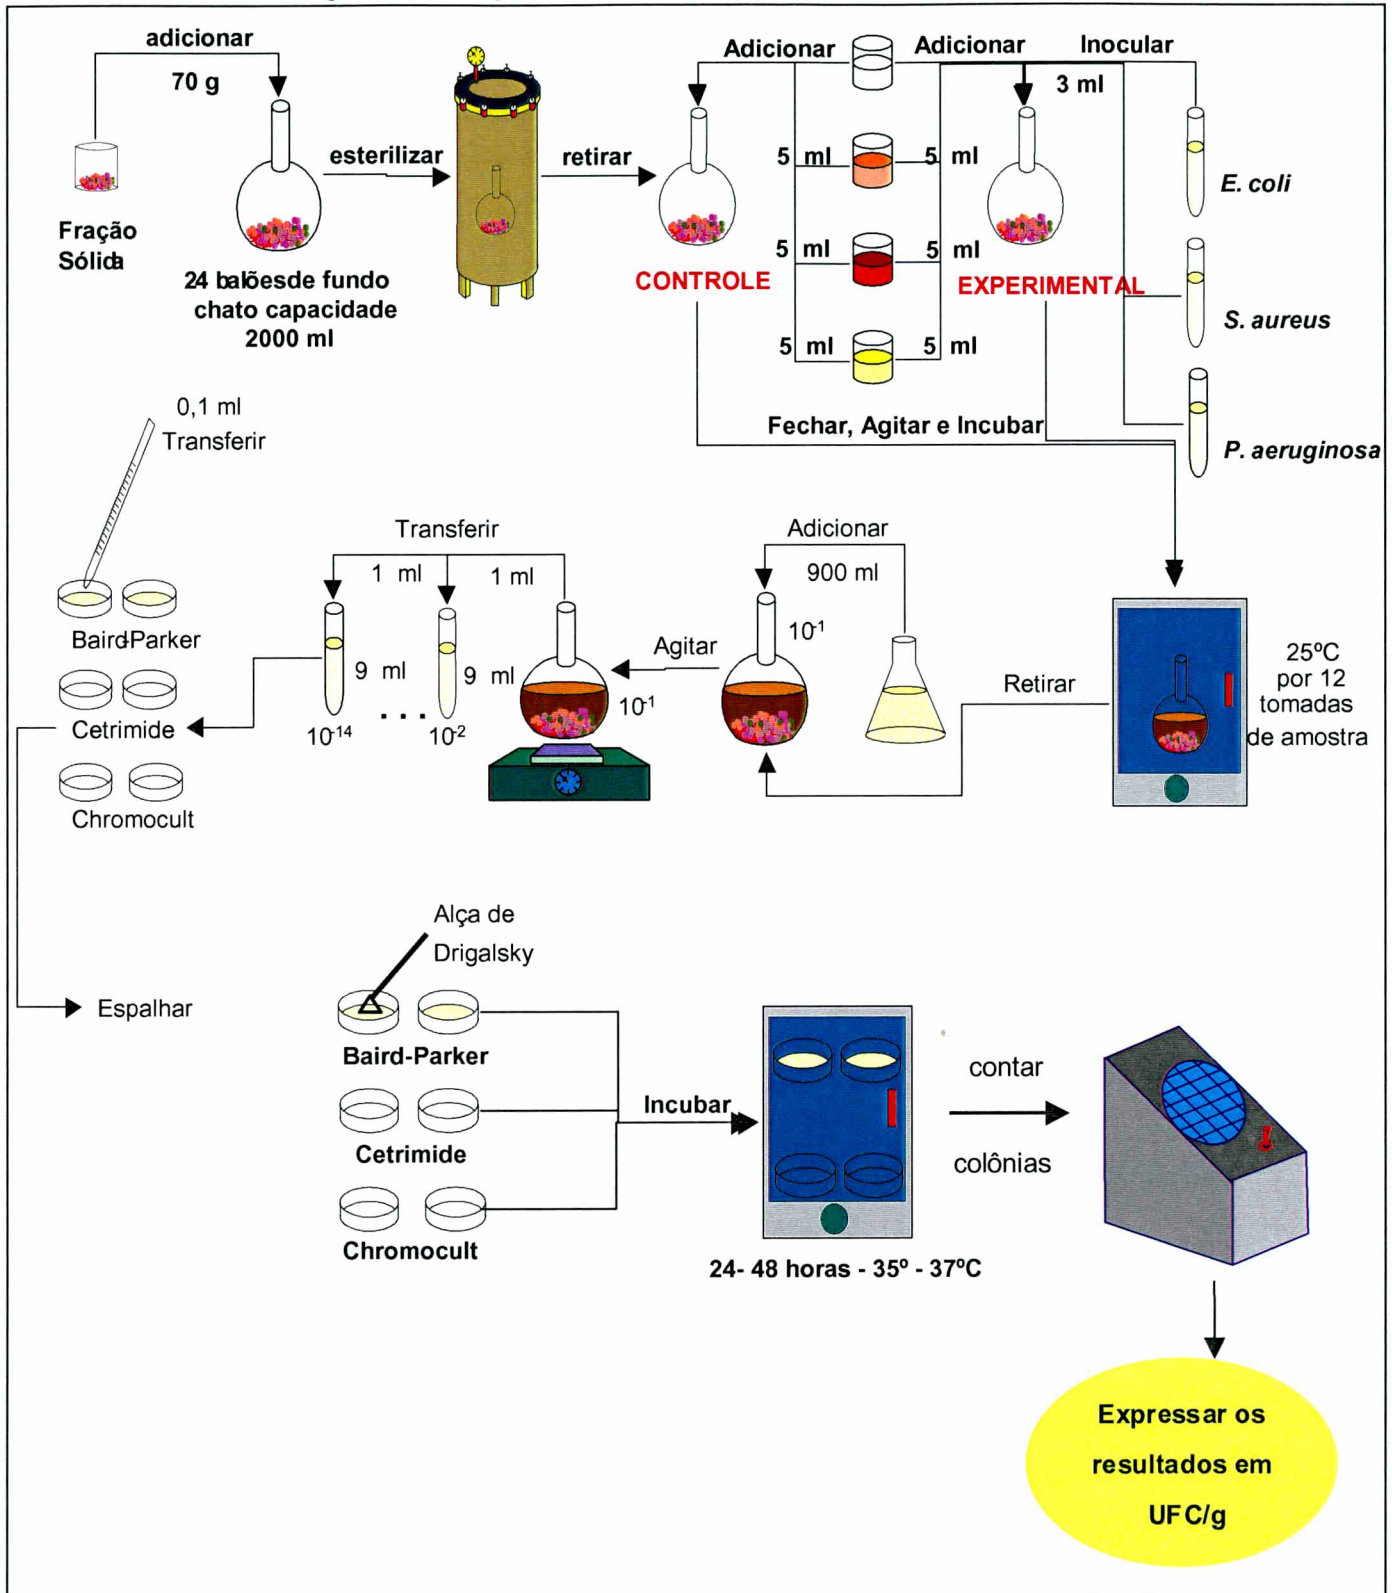 adicionar
70 g
Fração
Sólida
24 balõesde fundo
chato capacidade
2000 ml
esterilizar
retirar
CONTROLE
Adicionar
Adicionar
Inocular
3 ml
5 ml
5 ml
5 ml
5 ml
5 ml
5 ml
EXPERIMENTAL
E. coli
S. aureus
P. aeruginosa
Fechar, Agitar e Incubar
25ºC
por 12
tomadas
de amostra
Retirar
Adicionar
900 ml
10-1
Agitar
10-1
Transferir
1 ml
1 ml
9 ml
9 ml
10-14
. . .
10-2
0,1 ml
Transferir
Baird-Parker
Cetrimide
Chromocult
Espalhar
Alça de
Drigalsky
Baird-Parker
Cetrimide
Chromocult
Incubar
24- 48 horas - 35º - 37ºC
contar
colônias
Expressar os
resultados em
UFC/g